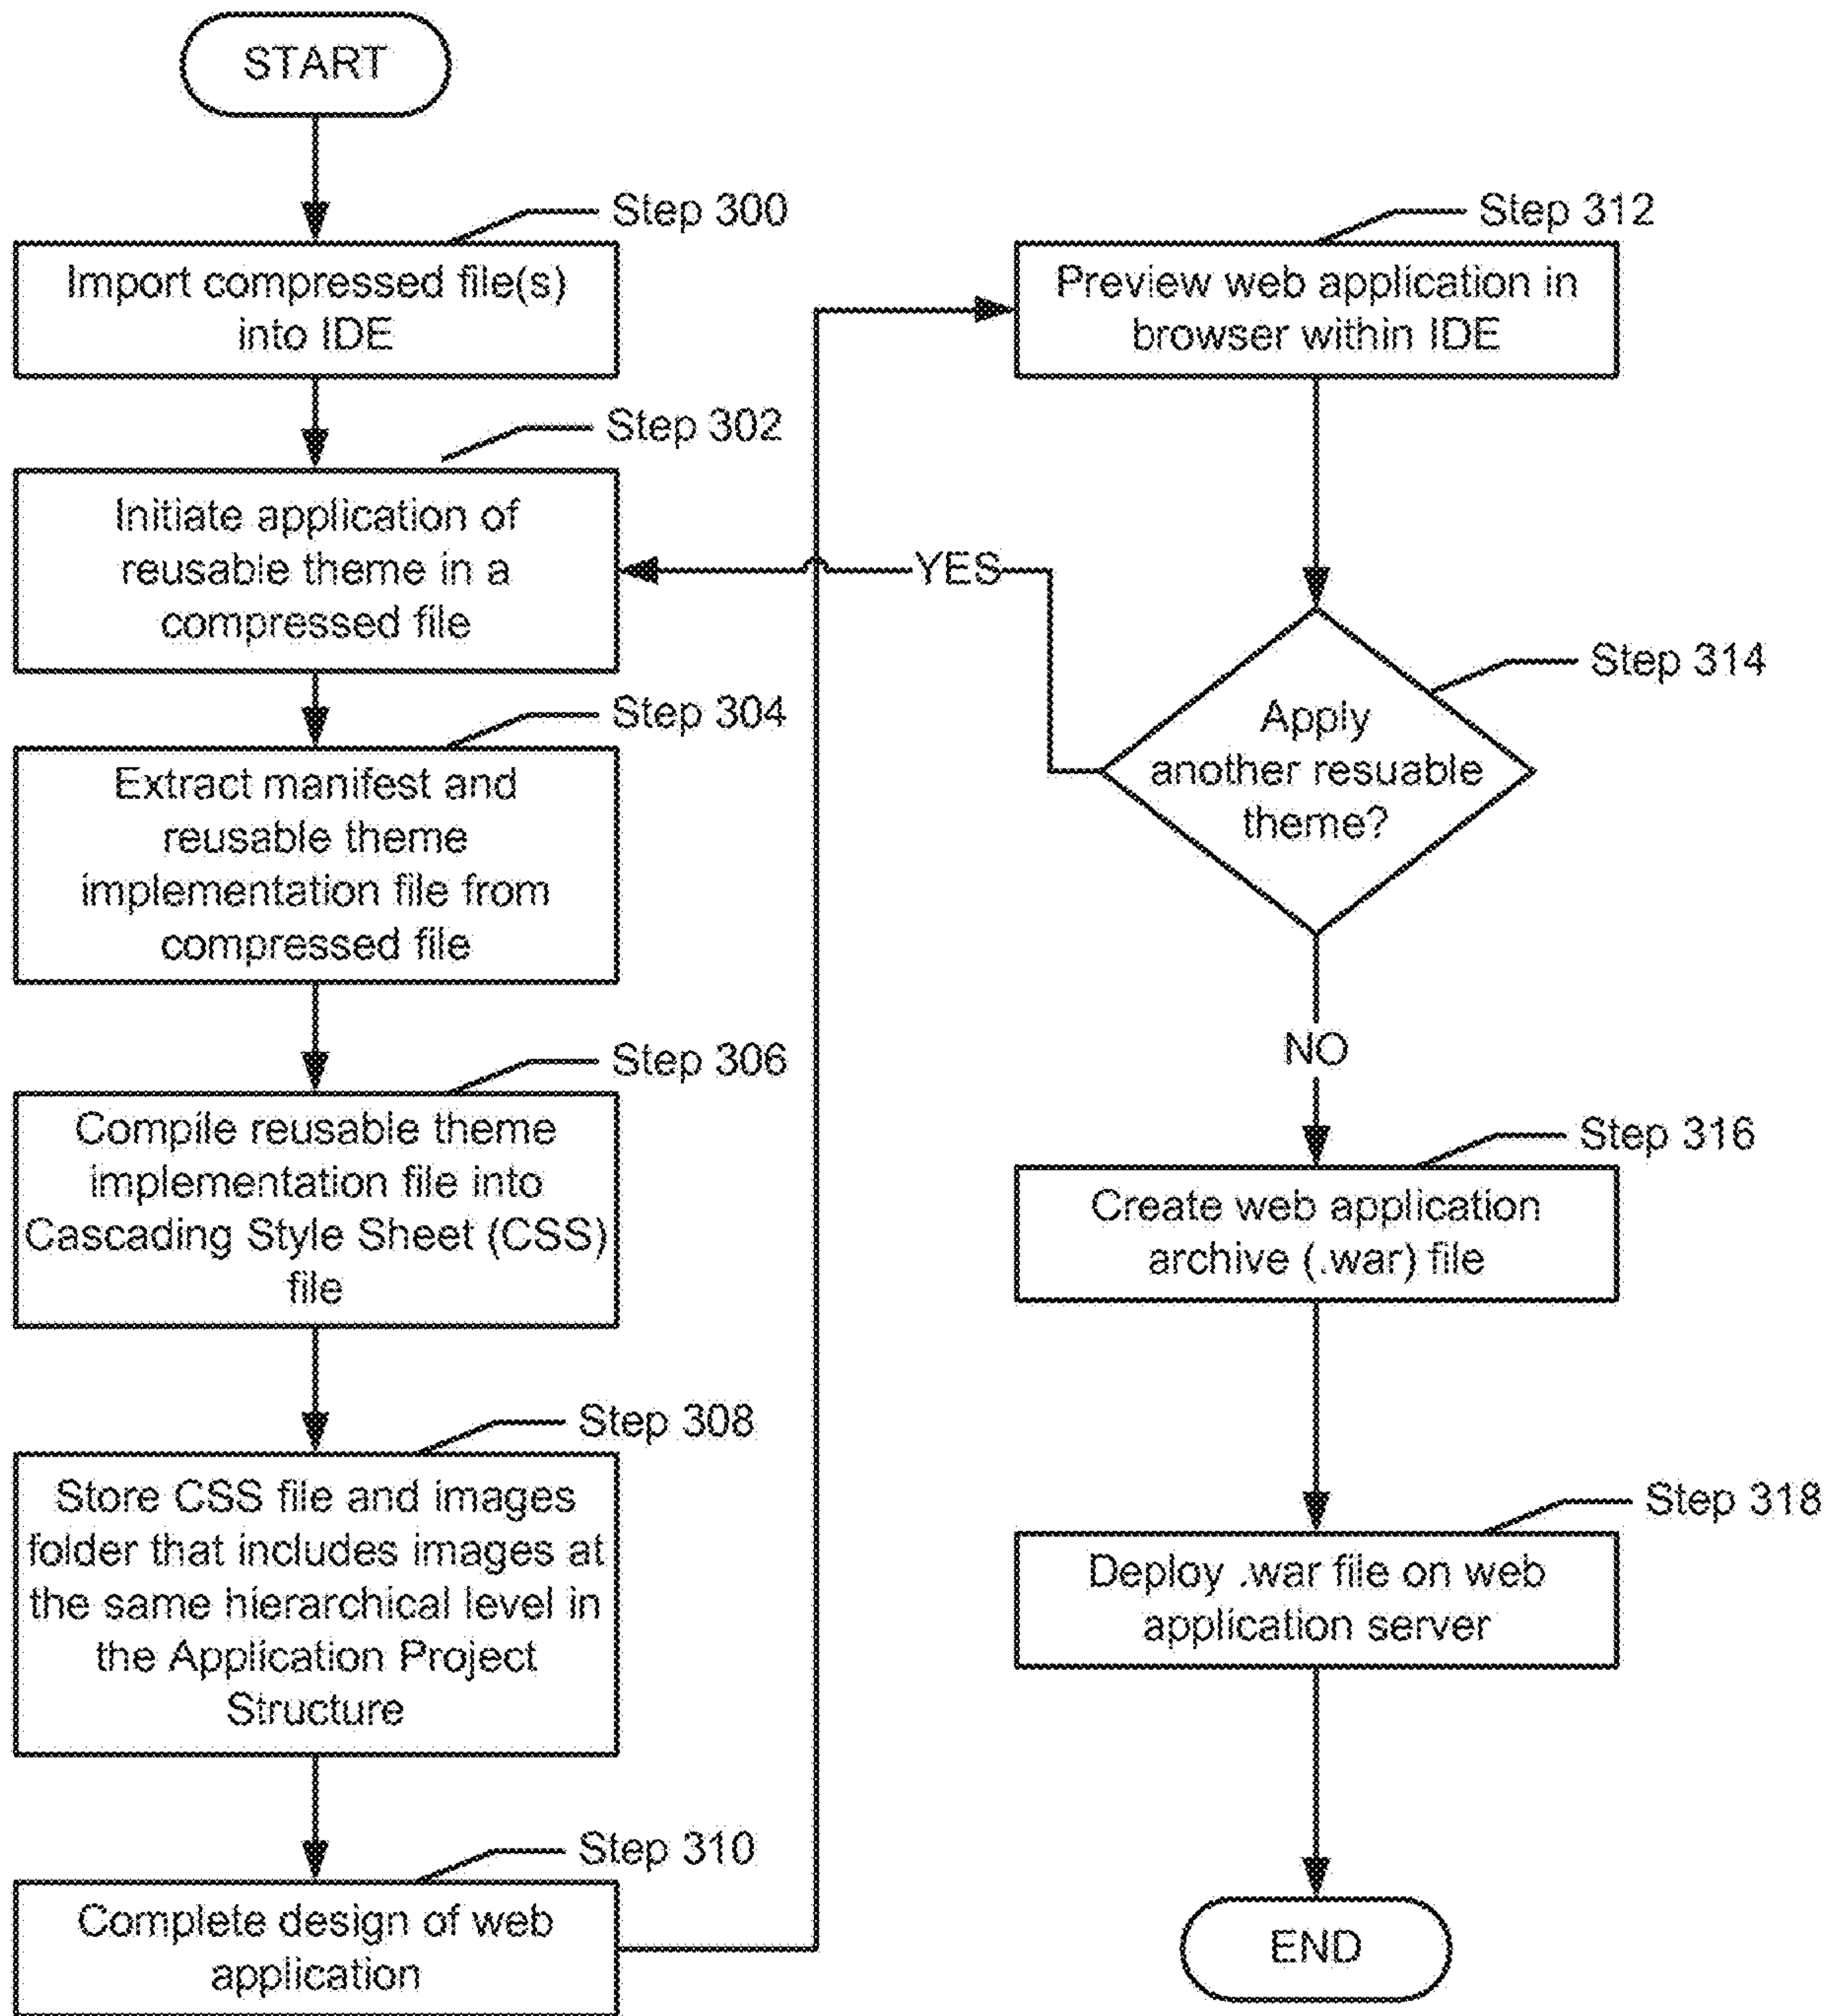 START
Step 300
Import compressed file(s)
into IDE
Step 302
Initiate application of
reusable theme in a
compressed file
Step 304
Extract manifest and
reusable theme
implementation file from
compressed file
Step 306
Compile reusable theme
implementation file into
Cascading Style Sheet (CSS)
file
Step 308
Store CSS file and images
folder that includes images at
the same hierarchical level in
the Application Project
Structure
Step 310
Complete design of web
application
Step 312
Preview web application in
browser within IDE
YES
Step 314
Apply
another resuable
theme?
NO
Step 316
Create web application
archive (.war) file
Step 318
Deploy .war file on web
application server
END